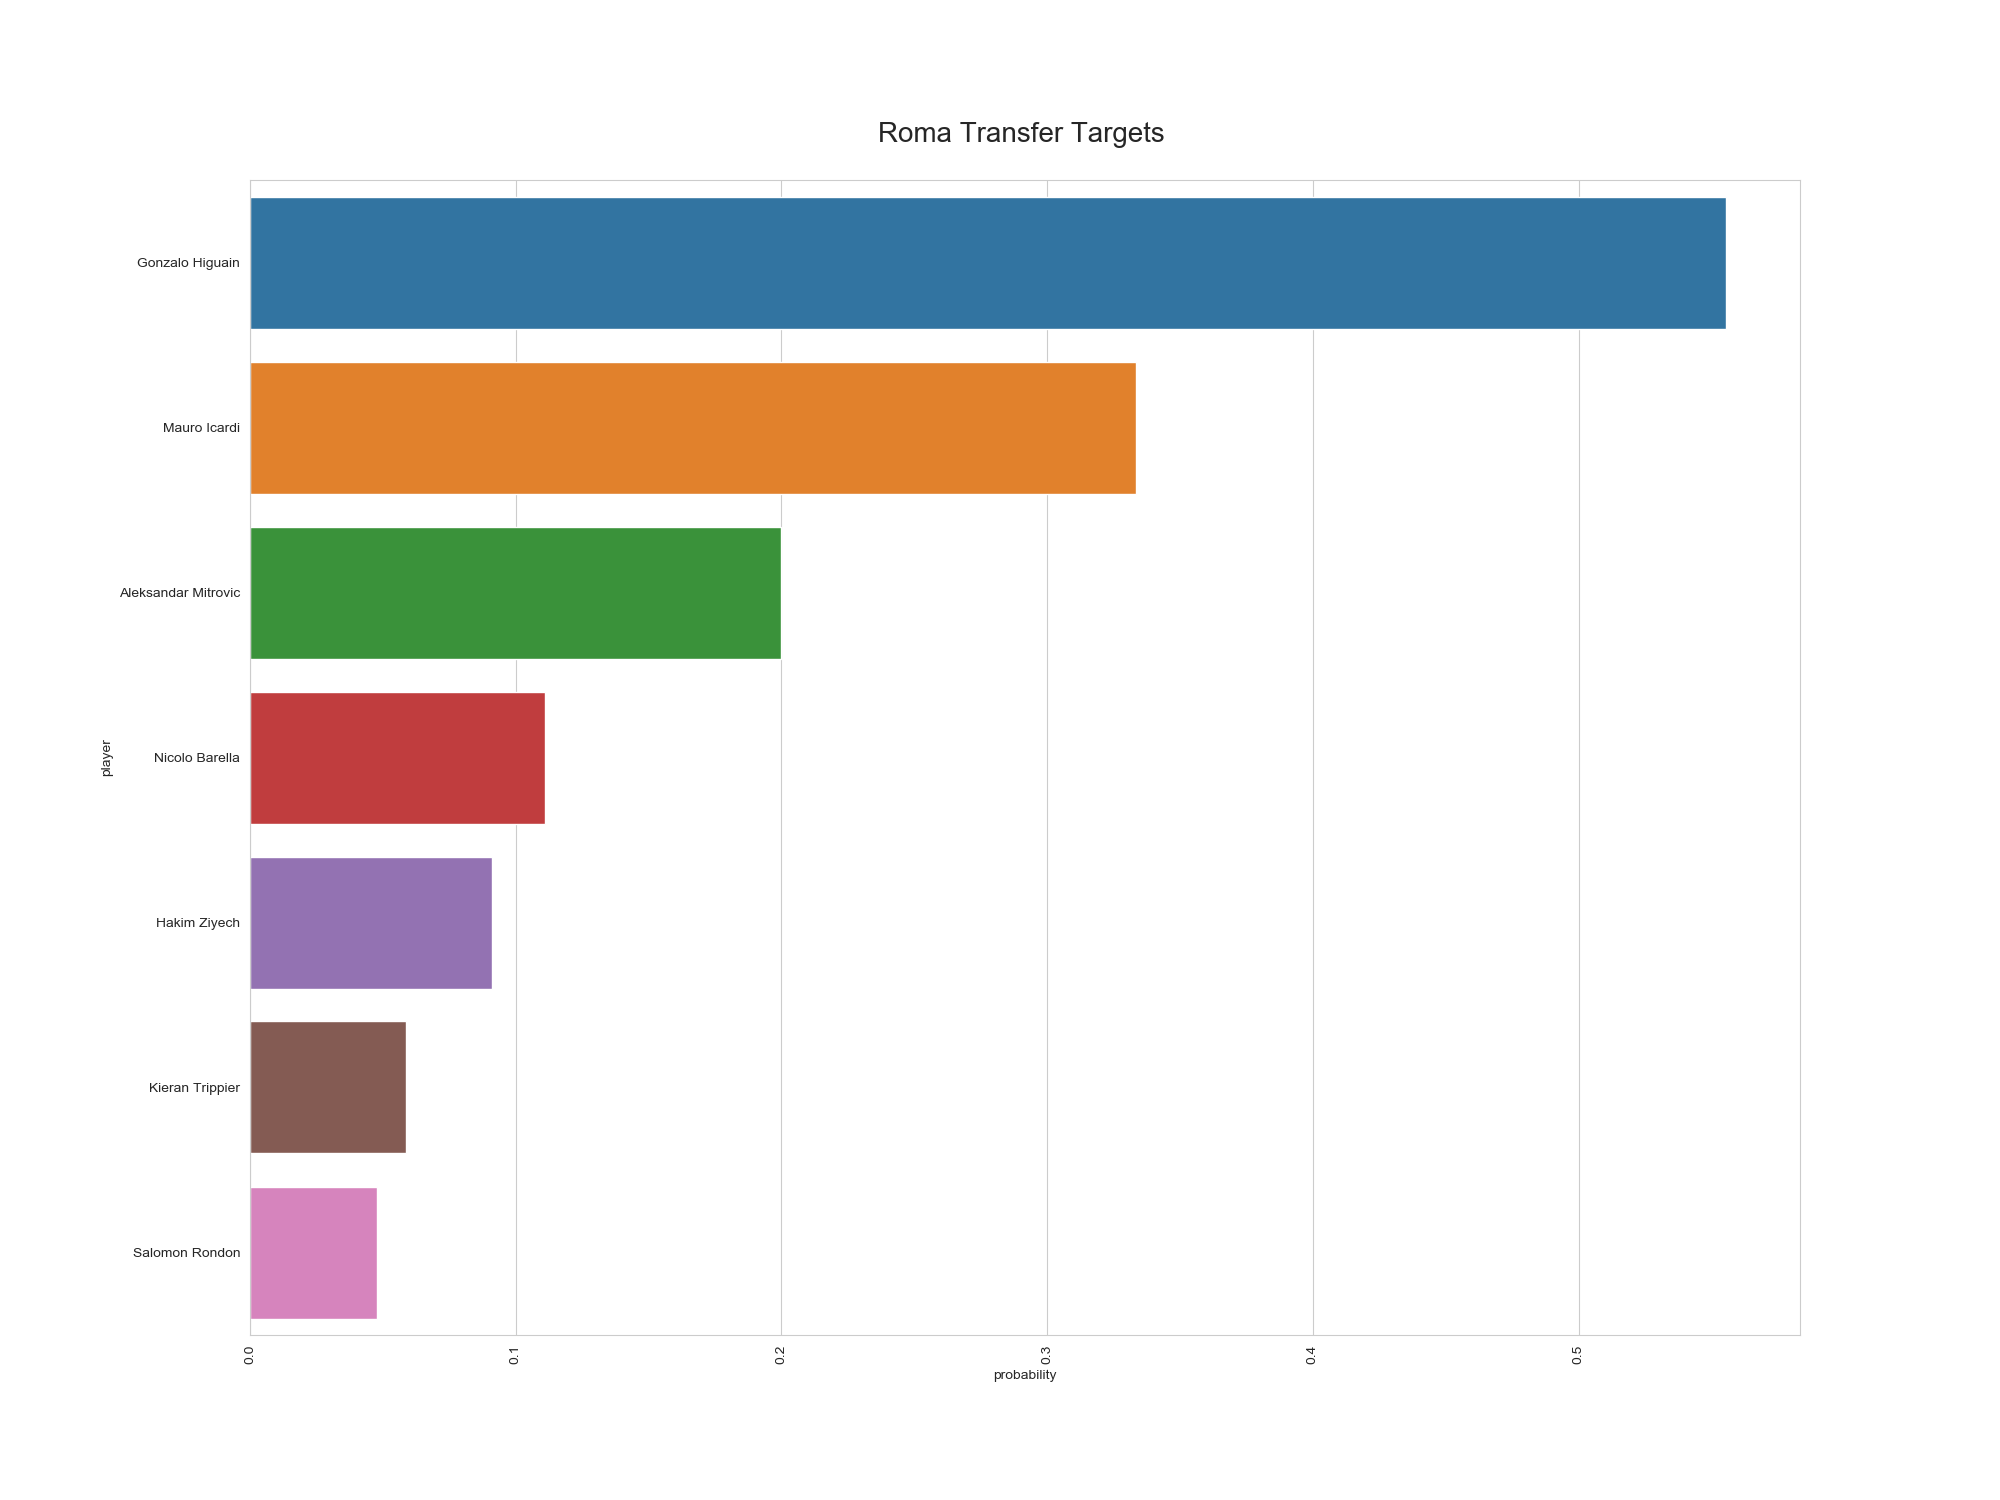 Roma Transfer Targets
Gonzalo Higuain
Mauro Icardi
Aleksandar Mitrovic
Nicolo Barella
Hakim Ziyech
Kieran Trippier
Salomon Rondon
player
0.0
0.1
0.2
0.3
0.4
0.5
probability